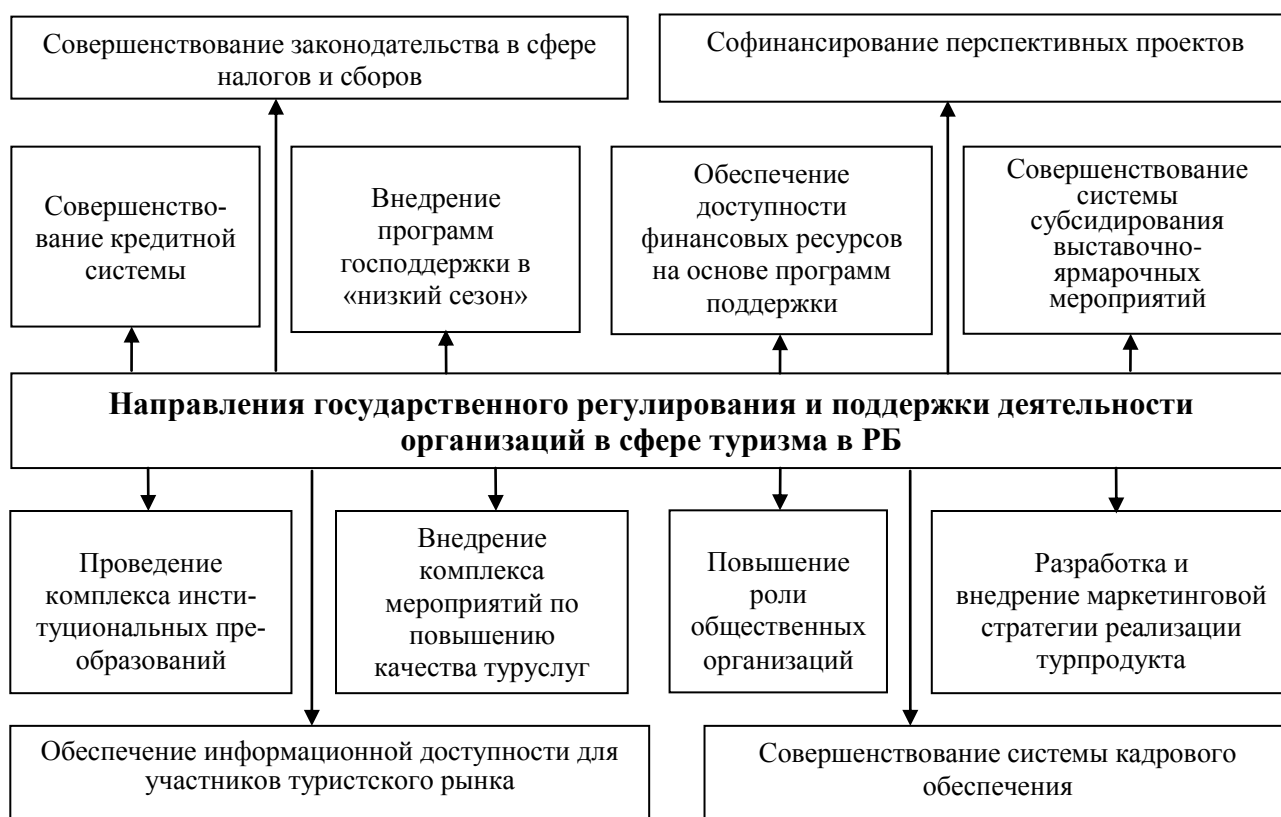 Совершенствование законодательства в сфере
налогов и сборов
Софинансирование перспективных проектов
Совершенство-
вание кредитной
системы
Внедрение
программ
господдержки в
«низкий сезон»
Обеспечение
доступности
финансовых ресурсов
на основе программ
поддержки
Совершенствование
системы
субсидирования
выставочно-
ярмарочных
мероприятий
Направления государственного регулирования и поддержки деятельности
организаций в сфере туризма в РБ
Проведение
комплекса инсти-
туциональных пре-
образований
Внедрение
комплекса
мероприятий по
повышению
качества туруслуг
Повышение
роли
общественных
организаций
Разработка и
внедрение маркетинговой
стратегии реализации
турпродукта
Обеспечение информационной доступности для
участников туристского рынка
Совершенствование системы кадрового
обеспечения